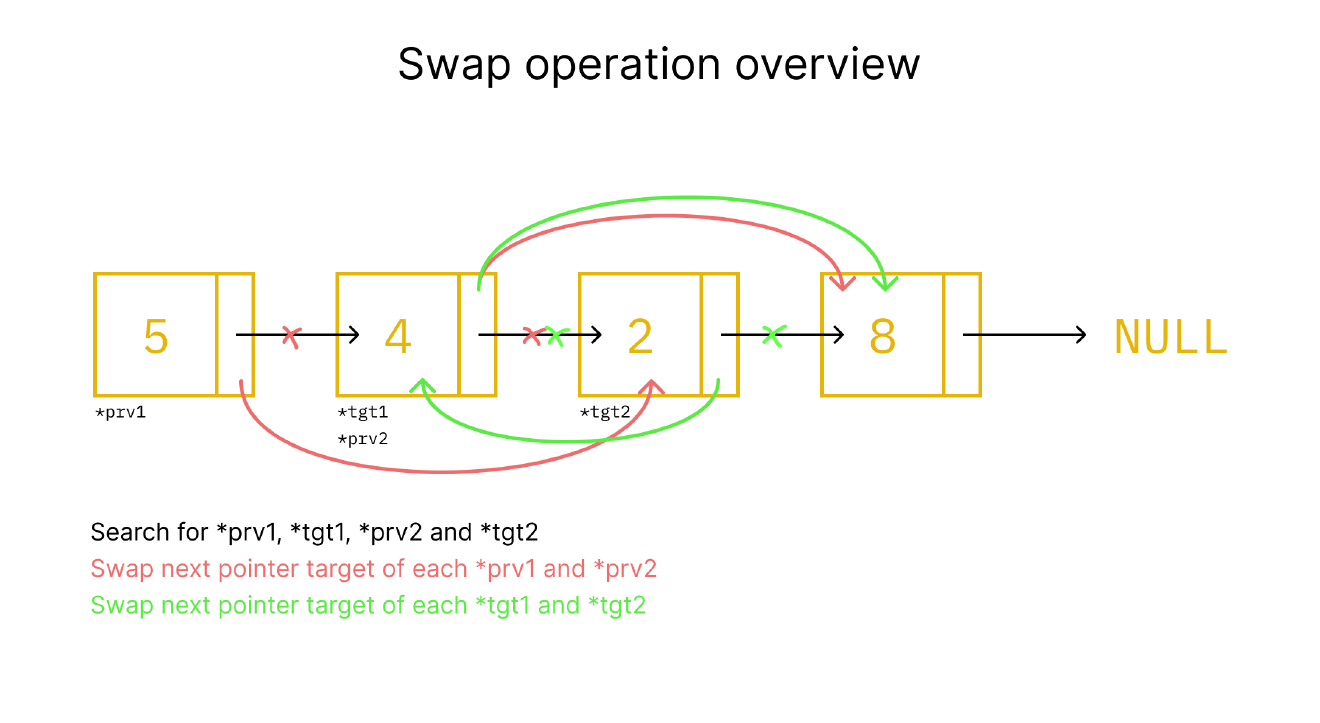 Swap operation overview
5 4 2 8 NULL
*prv1 *tgt1 *tgt2
*prv2
Search for *prv1, *tgt1, *prv2 and *tgt2
Swap next pointer target of each *prv1 and *prv2
Swap next pointer target of each *tgt1 and *tgt2